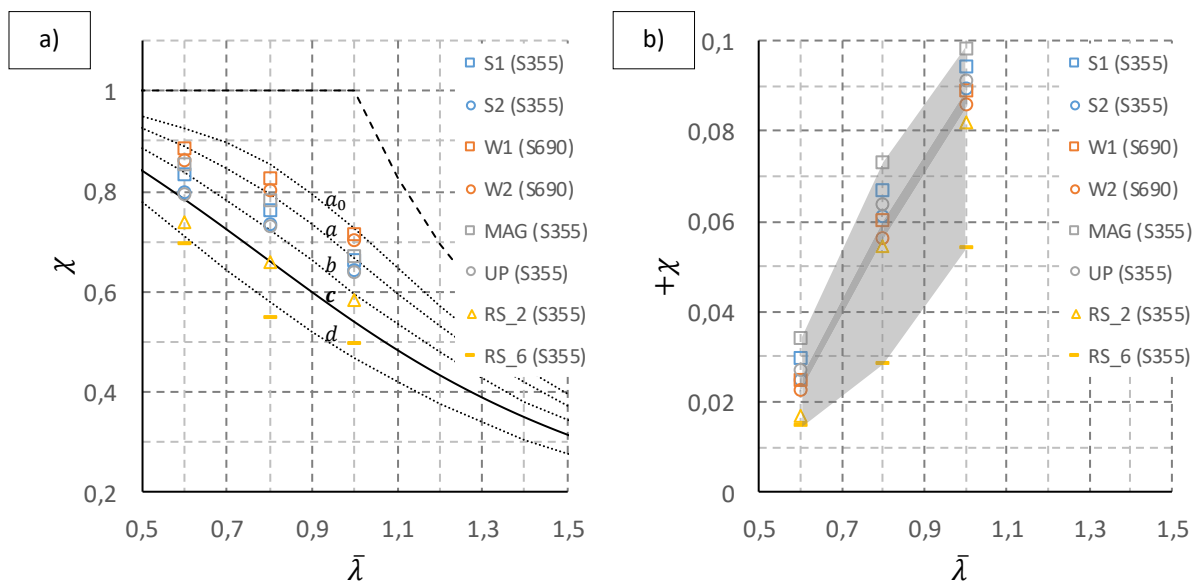 a)
χ
1
0,8
0,6
0,4
0,2
0,5
0,7
0,9
1,1
1,3
1,5
λ̄
a₀
a
b
c
d
S1 (S355)
S2 (S355)
W1 (S690)
W2 (S690)
MAG (S355)
UP (S355)
RS_2 (S355)
RS_6 (S355)
b)
+χ
0,1
0,08
0,06
0,04
0,02
0
0,5
0,7
0,9
1,1
1,3
1,5
λ̄
S1 (S355)
S2 (S355)
W1 (S690)
W2 (S690)
MAG (S355)
UP (S355)
RS_2 (S355)
RS_6 (S355)